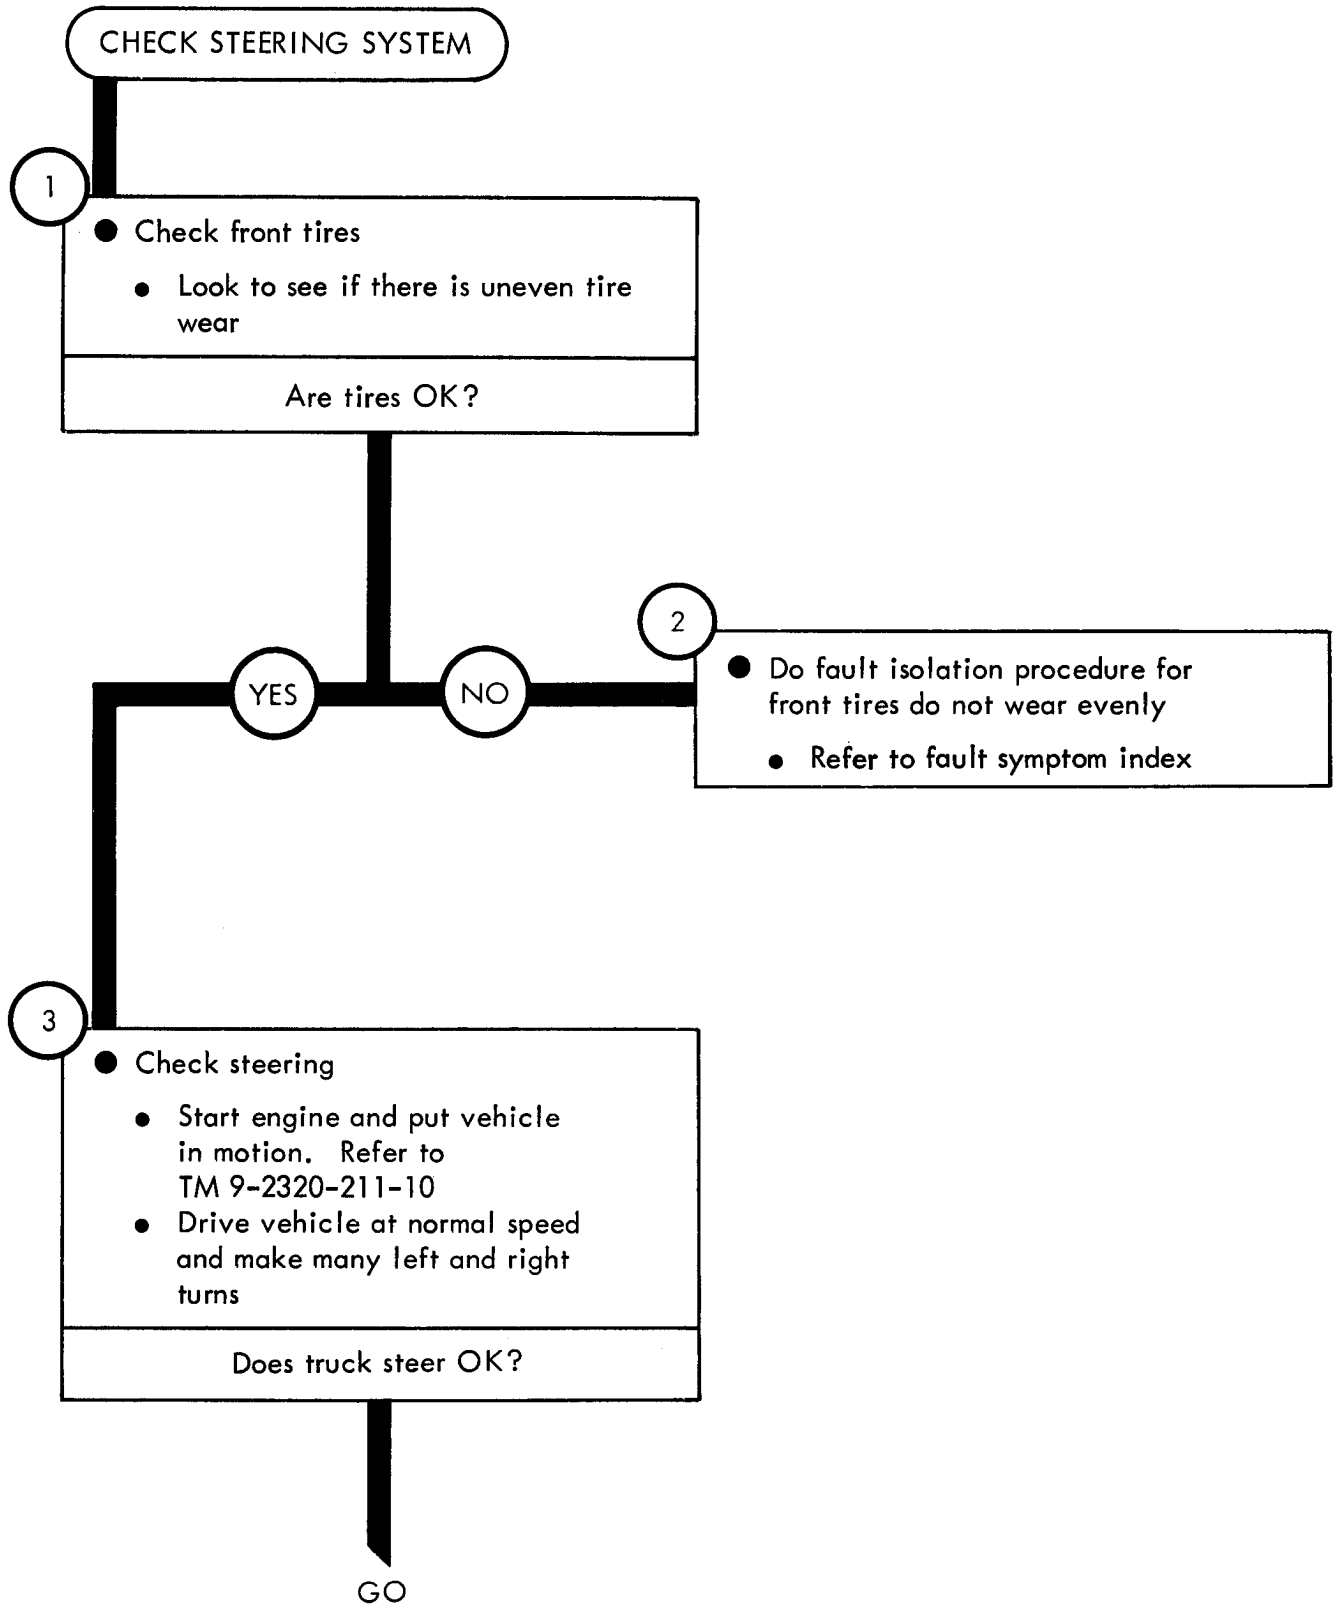 CHECK STEERING SYSTEM
1
● Check front tires
● Look to see if there is uneven tire
wear
Are tires OK?
2
YES
NO
● Do fault isolation procedure for
front tires do not wear evenly
● Refer to fault symptom index
3
● Check steering
● Start engine and put vehicle
in motion. Refer to
TM 9-2320-211-10
● Drive vehicle at normal speed
and make many left and right
turns
Does truck steer OK?
GO